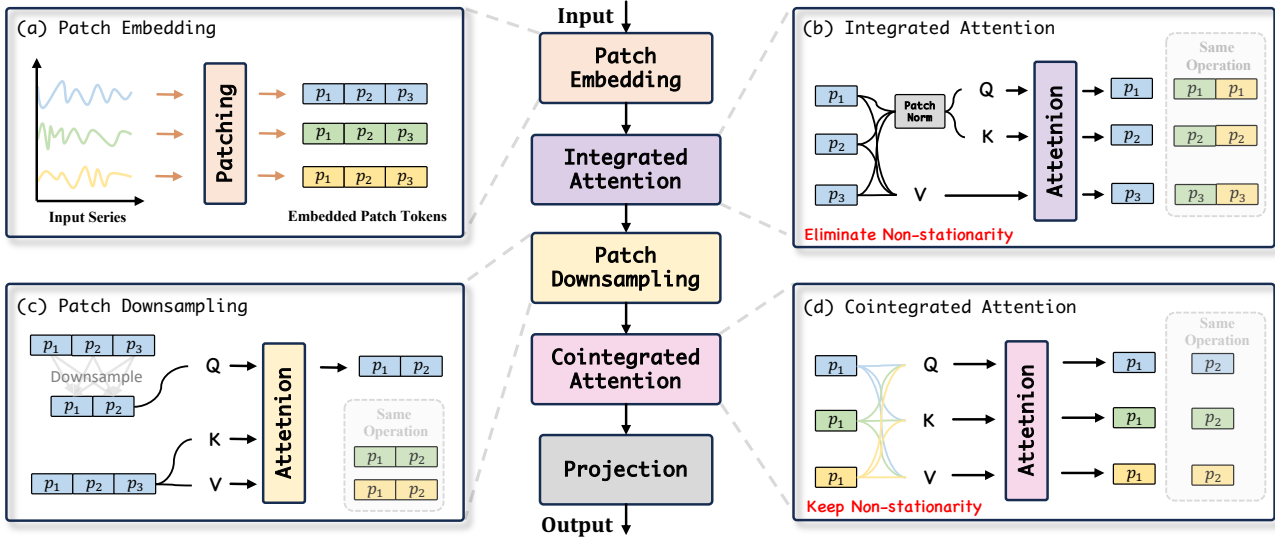 (a) Patch Embedding
Patching
p₁ p₂ p₃
p₁ p₂ p₃
p₁ p₂ p₃
Input Series
Embedded Patch Tokens
Input
Patch
Embedding
Integrated
Attention
Patch
Downsampling
Cointegrated
Attention
Projection
Output
(b) Integrated Attention
Same
Operation
p₁
p₂
p₃
Patch
Norm
Q
K
V
Attetnion
p₁
p₂
p₃
p₁ p₁
p₂ p₂
p₃ p₃
Eliminate Non-stationarity
(c) Patch Downsampling
p₁ p₂ p₃
Downsample
p₁ p₂
p₁ p₂ p₃
Q
K
V
Attetnion
p₁ p₂
Same
Operation
p₁ p₂
p₁ p₂
(d) Cointegrated Attention
p₁
p₁
p₁
Q
K
V
Attetnion
p₁
p₁
p₁
Same
Operation
p₂
p₂
p₂
Keep Non-stationarity